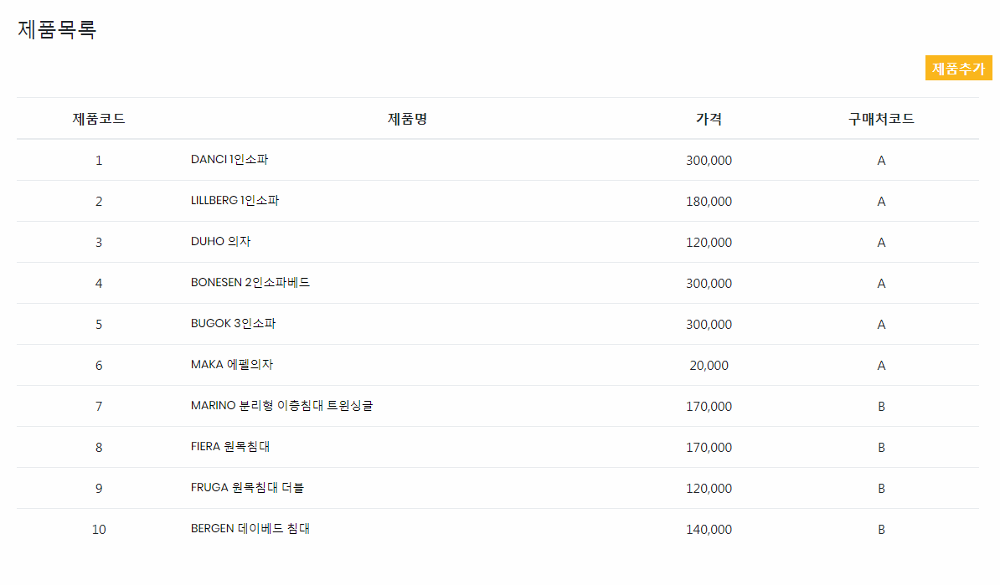 제품목록
제품추가
제품코드 제품명 가격 구매처코드
1 DANCI 1인소파 300,000 A
2 LILLBERG 1인소파 180,000 A
3 DUHO 의자 120,000 A
4 BONESEN 2인소파베드 300,000 A
5 BUGOK 3인소파 300,000 A
6 MAKA 에펠의자 20,000 A
7 MARINO 분리형 이층침대 트윈싱글 170,000 B
8 FIERA 원목침대 170,000 B
9 FRUGA 원목침대 더블 120,000 B
10 BERGEN 데이베드 침대 140,000 B